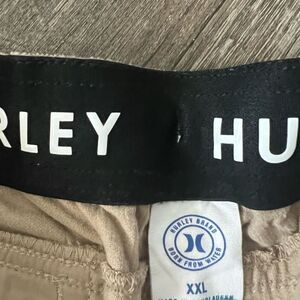 RLEY HU
HURLEY BRAND
BORN FROM WATER
XXL